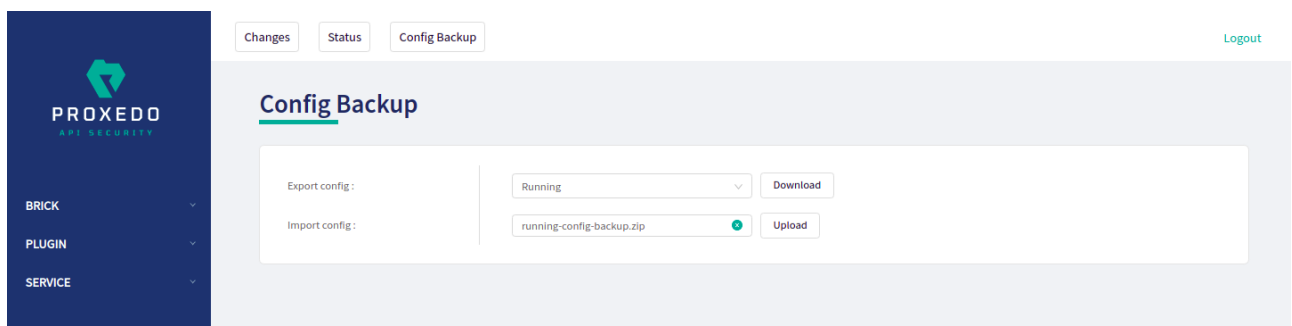 Changes Status Config Backup Logout
PROXEDO
API SECURITY
Config Backup
Export config : Running Download
BRICK
Import config : running-config-backup.zip Upload
PLUGIN
SERVICE